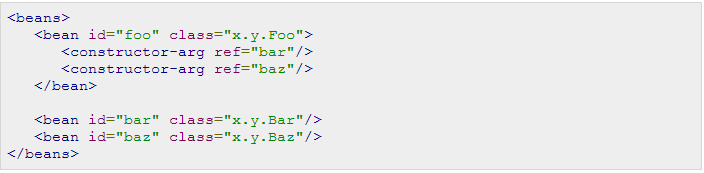 <beans>
   <bean id="foo" class="x.y.Foo">
      <constructor-arg ref="bar"/>
      <constructor-arg ref="baz"/>
   </bean>

   <bean id="bar" class="x.y.Bar"/>
   <bean id="baz" class="x.y.Baz"/>
</beans>